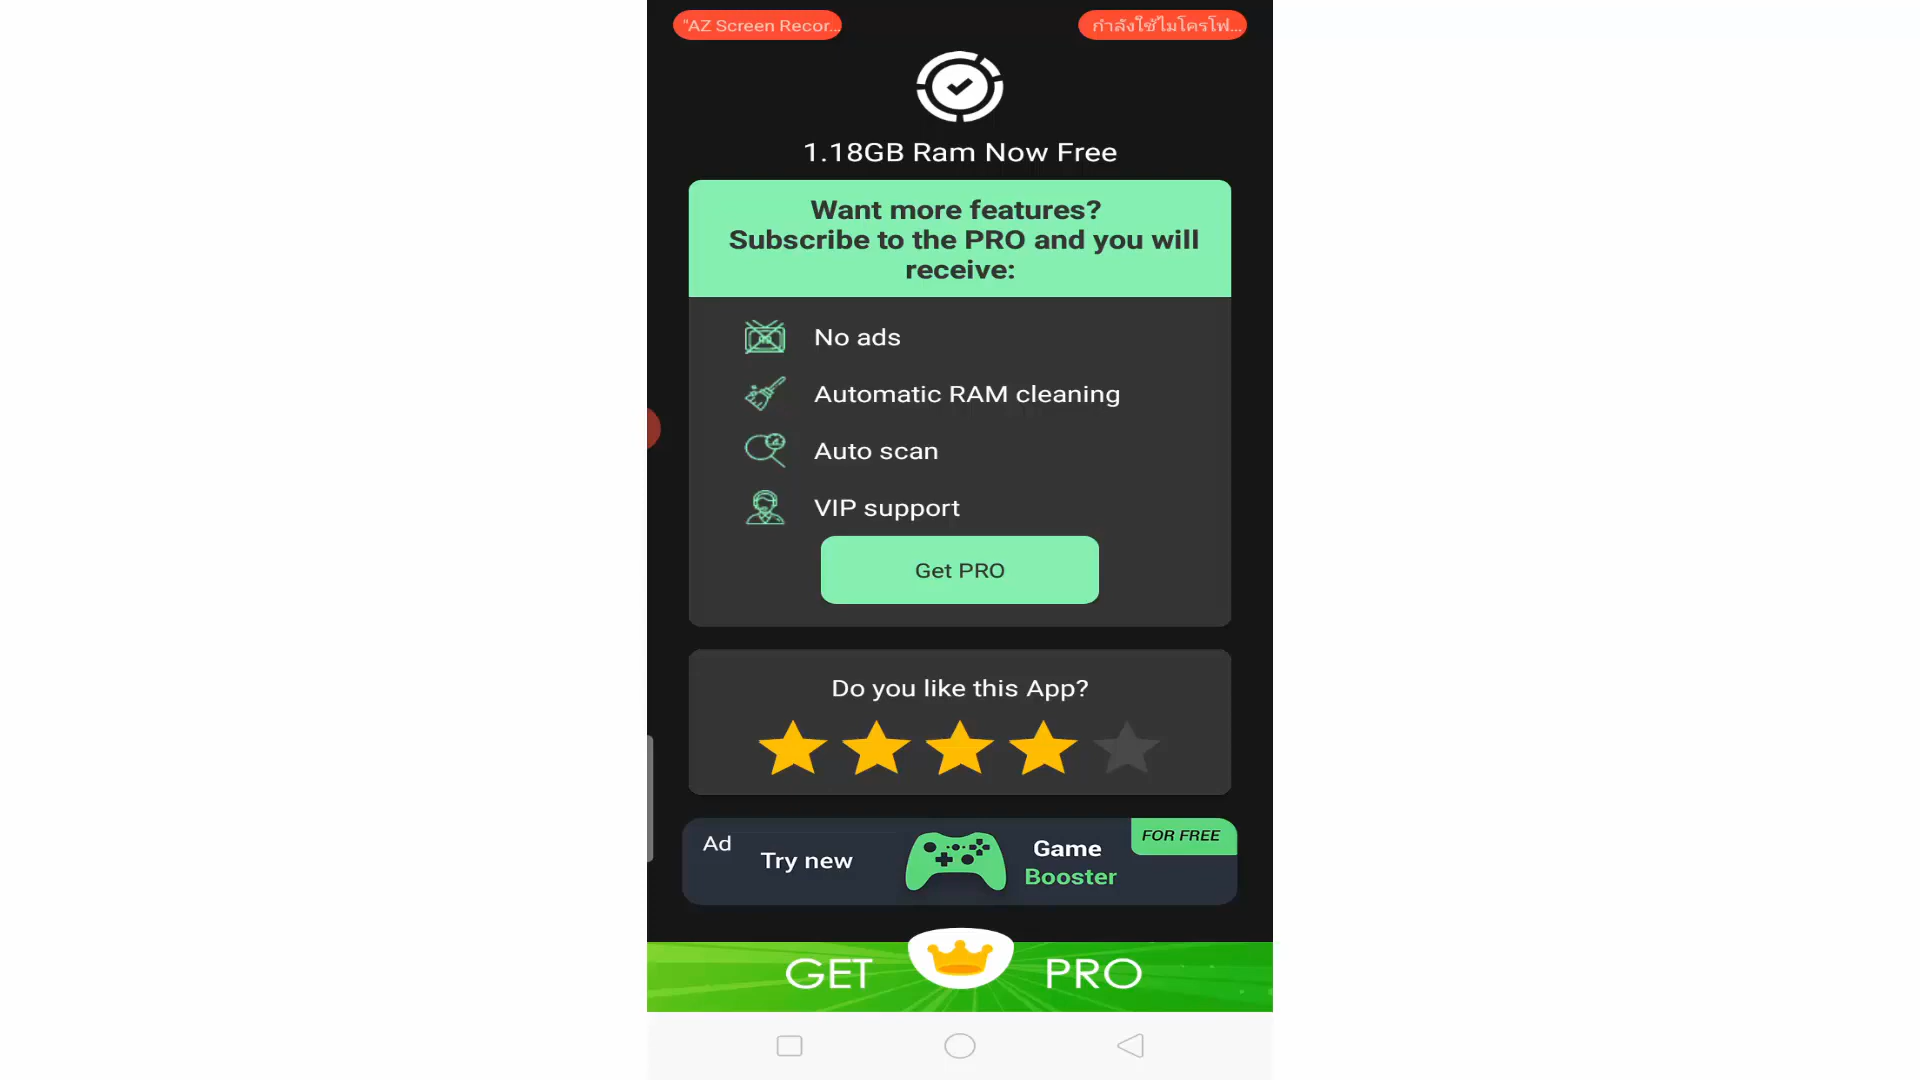 "AZ Screen Recor...
กำลังใช้ไมโครโฟ...
1.18GB Ram Now Free
Want more features?
Subscribe to the PRO and you will
receive:
No ads
Automatic RAM cleaning
Auto scan
VIP support
Get PRO
Do you like this App?
Ad
Try new
Game
Booster
FOR FREE
GET PRO